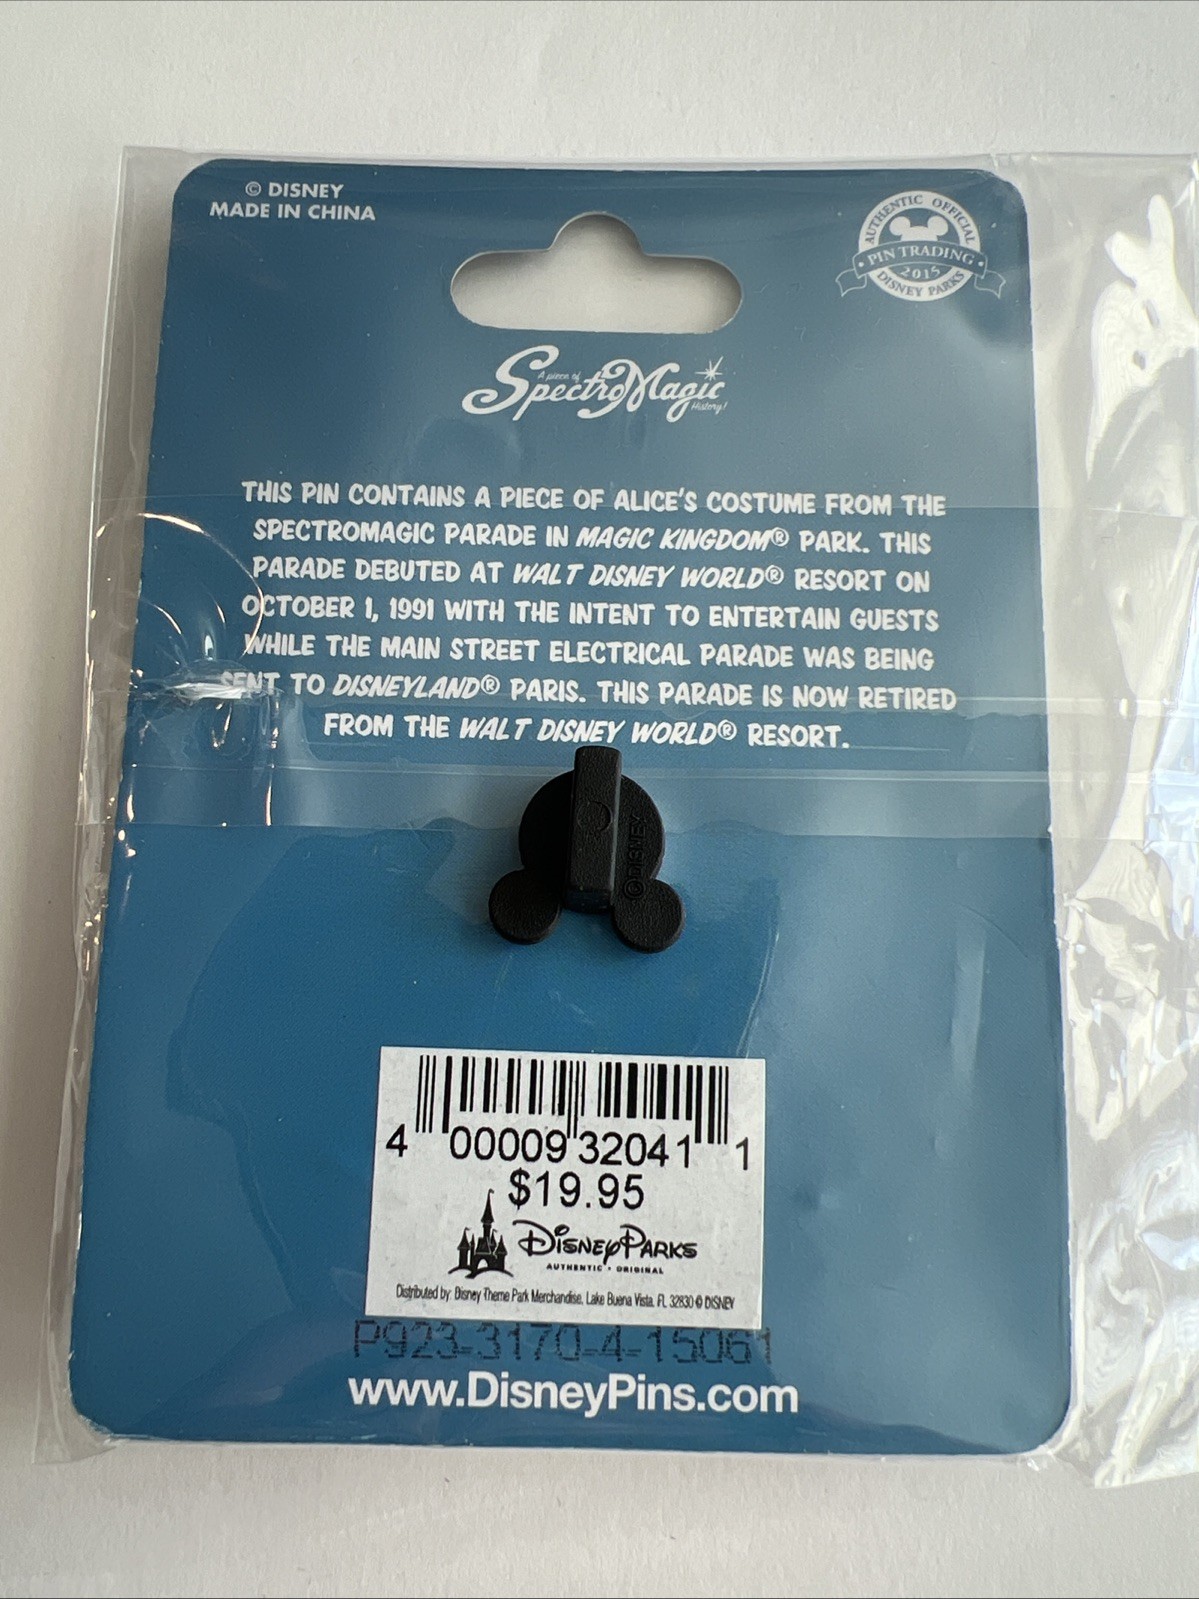 © DISNEY
MADE IN CHINA
AUTHENTIC OFFICIAL
PIN TRADING
2015
DISNEY PARKS
A piece of
SpectroMagic
History!
THIS PIN CONTAINS A PIECE OF ALICE'S COSTUME FROM THE
SPECTROMAGIC PARADE IN MAGIC KINGDOM® PARK. THIS
PARADE DEBUTED AT WALT DISNEY WORLD® RESORT ON
OCTOBER 1, 1991 WITH THE INTENT TO ENTERTAIN GUESTS
WHILE THE MAIN STREET ELECTRICAL PARADE WAS BEING
SENT TO DISNEYLAND® PARIS. THIS PARADE IS NOW RETIRED
FROM THE WALT DISNEY WORLD® RESORT.
©DISNEY
4 00009 32041 1
$19.95
DISNEY PARKS
AUTHENTIC • ORIGINAL
Distributed by: Disney Theme Park Merchandise, Lake Buena Vista, FL 32830 © DISNEY
P923-3170-4-15061
www.DisneyPins.com